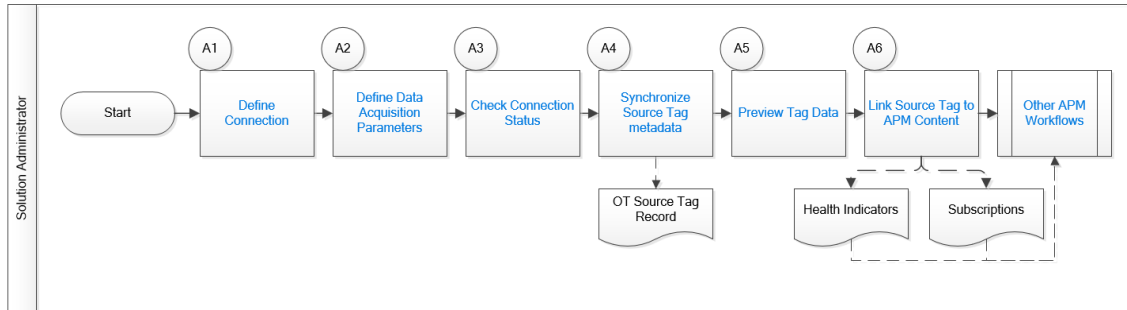 Solution Administrator
Start
A1
Define
Connection
A2
Define Data
Acquisition
Parameters
A3
Check Connection
Status
A4
Synchronize
Source Tag
metadata
A5
Preview Tag Data
A6
Link Source Tag to
APM Content
Other APM
Workflows
OT Source Tag
Record
Health Indicators
Subscriptions